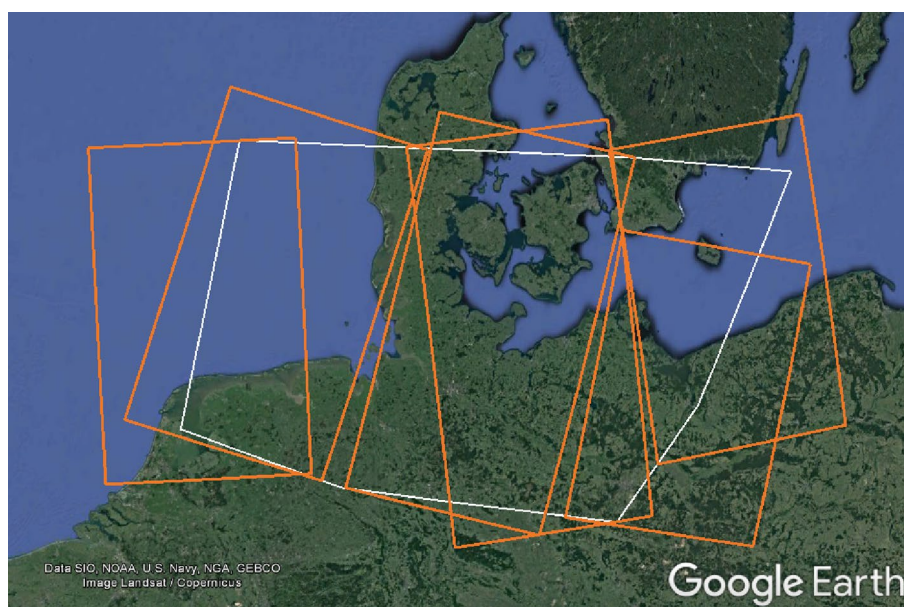 Data SIO, NOAA, U.S. Navy, NGA, GEBCO
Image Landsat / Copernicus
Google Earth